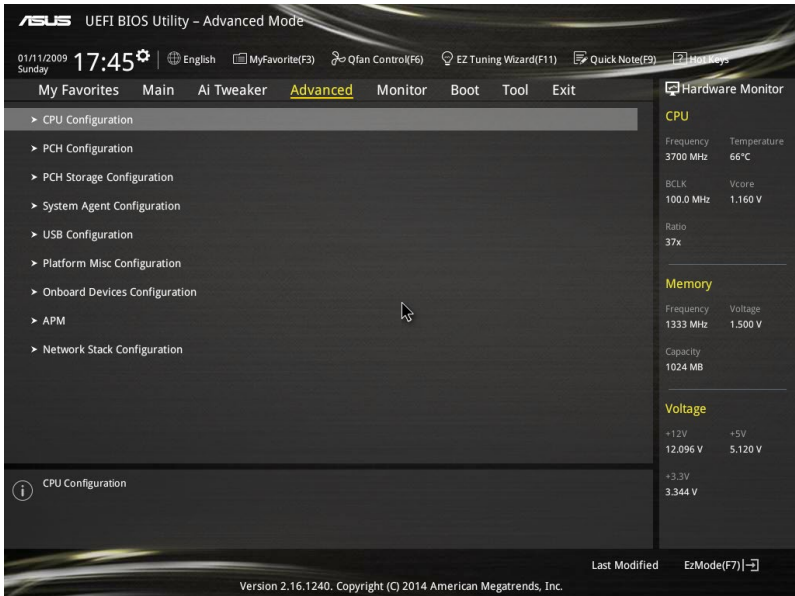 ASUS UEFI BIOS Utility – Advanced Mode
01/11/2009
Sunday
17:45
English
MyFavorite(F3)
Qfan Control(F6)
EZ Tuning Wizard(F11)
Quick Note(F9)
? Hot Keys
My Favorites Main Ai Tweaker Advanced Monitor Boot Tool Exit
> CPU Configuration
> PCH Configuration
> PCH Storage Configuration
> System Agent Configuration
> USB Configuration
> Platform Misc Configuration
> Onboard Devices Configuration
> APM
> Network Stack Configuration
i CPU Configuration
Hardware Monitor
CPU
Frequency Temperature
3700 MHz 66°C
BCLK Vcore
100.0 MHz 1.160 V
Ratio
37x
Memory
Frequency Voltage
1333 MHz 1.500 V
Capacity
1024 MB
Voltage
+12V +5V
12.096 V 5.120 V
+3.3V
3.344 V
Last Modified EzMode(F7)
Version 2.16.1240. Copyright (C) 2014 American Megatrends, Inc.